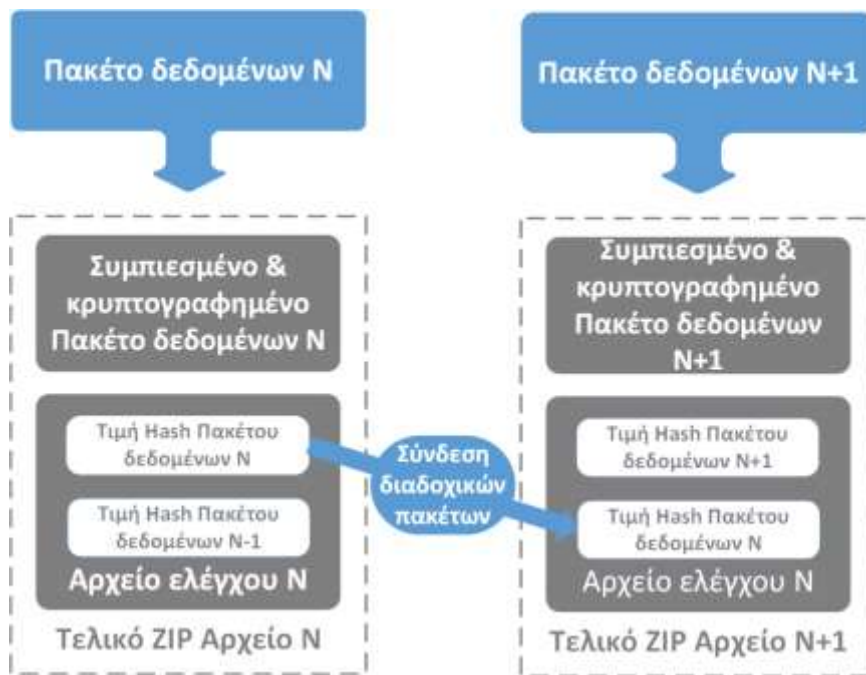 Πακέτο δεδομένων N
Πακέτο δεδομένων N+1
Συμπιεσμένο &
κρυπτογραφημένο
Πακέτο δεδομένων N
Τιμή Hash Πακέτου
δεδομένων N
Τιμή Hash Πακέτου
δεδομένων N-1
Αρχείο ελέγχου N
Τελικό ZIP Αρχείο N
Σύνδεση
διαδοχικών
πακέτων
Συμπιεσμένο &
κρυπτογραφημένο
Πακέτο δεδομένων
N+1
Τιμή Hash Πακέτου
δεδομένων N+1
Τιμή Hash Πακέτου
δεδομένων N
Αρχείο ελέγχου N
Τελικό ZIP Αρχείο N+1